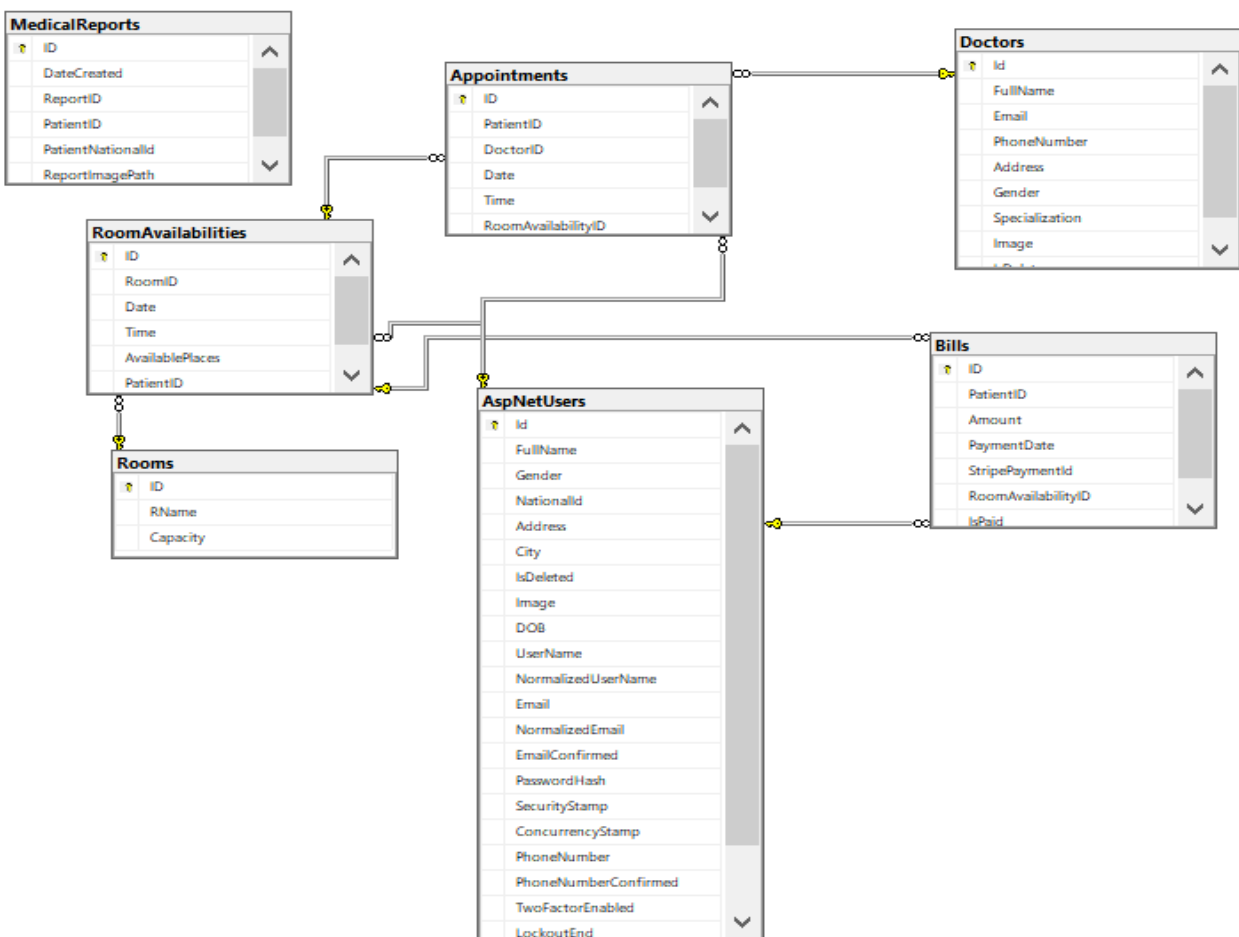 MedicalReports
ID
DateCreated
ReportID
PatientID
PatientNationalId
ReportImagePath
Appointments
ID
PatientID
DoctorID
Date
Time
RoomAvailabilityID
Doctors
Id
FullName
Email
PhoneNumber
Address
Gender
Specialization
Image
RoomAvailabilities
ID
RoomID
Date
Time
AvailablePlaces
PatientID
Rooms
ID
RName
Capacity
AspNetUsers
Id
FullName
Gender
NationalId
Address
City
IsDeleted
Image
DOB
UserName
NormalizedUserName
Email
NormalizedEmail
EmailConfirmed
PasswordHash
SecurityStamp
ConcurrencyStamp
PhoneNumber
PhoneNumberConfirmed
TwoFactorEnabled
LockoutEnd
Bills
ID
PatientID
Amount
PaymentDate
StripePaymentId
RoomAvailabilityID
IsPaid